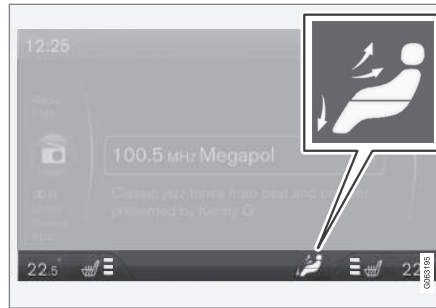 12:25
Radio
100.5 MHz Megapol
Classic jazz tunes from past and present
presented by Kenny G
22.5°
22
G063195